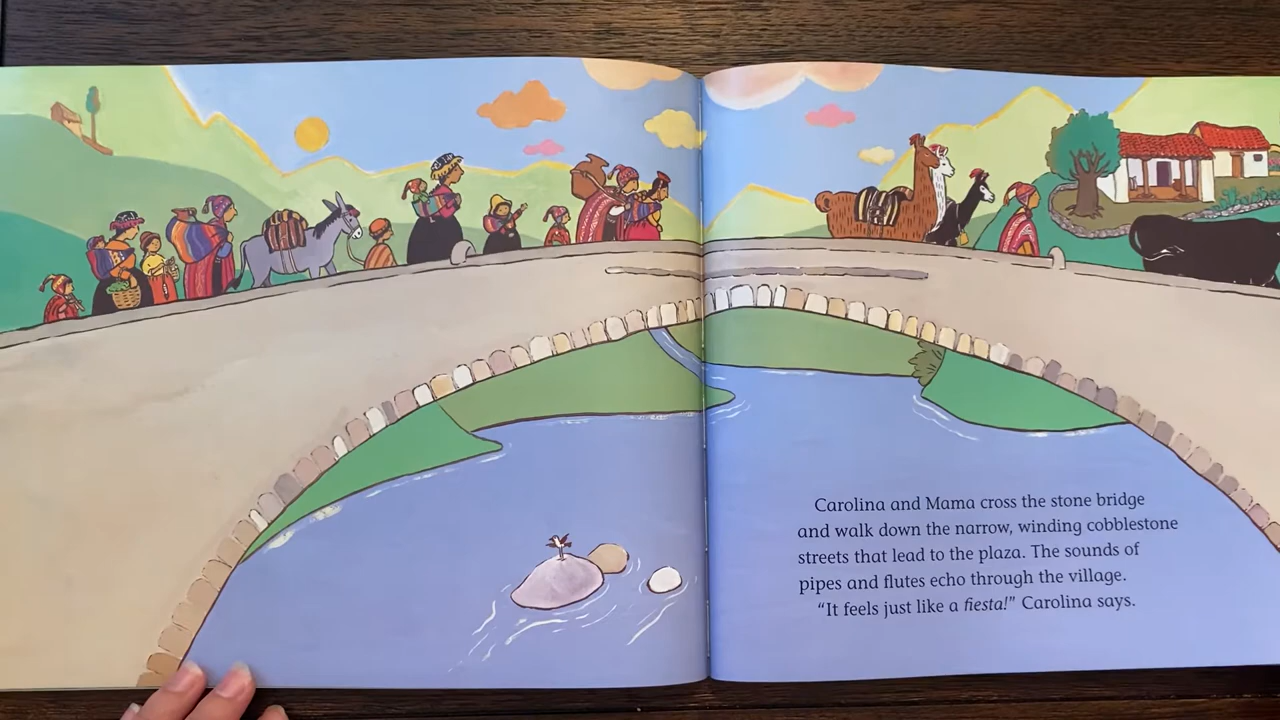 Carolina and Mama cross the stone bridge
and walk down the narrow, winding cobblestone
streets that lead to the plaza. The sounds of
pipes and flutes echo through the village.
“It feels just like a fiesta!” Carolina says.